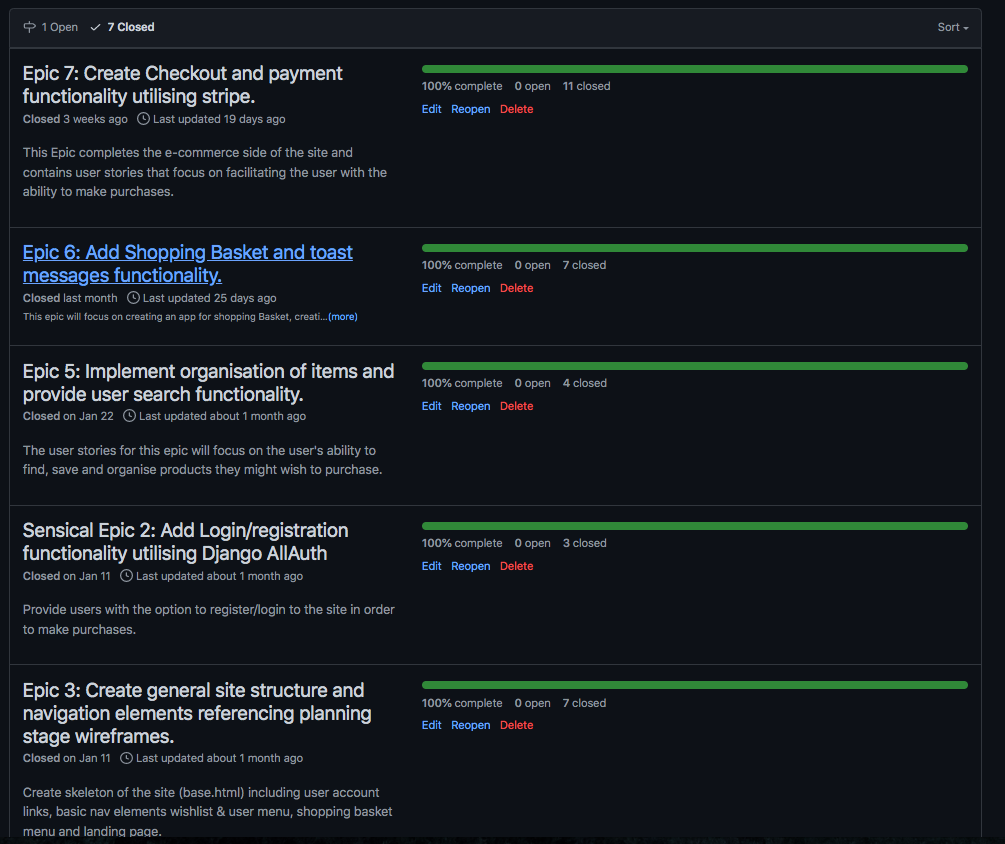 1 Open 7 Closed Sort
Epic 7: Create Checkout and payment
functionality utilising stripe.
Closed 3 weeks ago Last updated 19 days ago
This Epic completes the e-commerce side of the site and
contains user stories that focus on facilitating the user with the
ability to make purchases.
100% complete 0 open 11 closed
Edit Reopen Delete
Epic 6: Add Shopping Basket and toast
messages functionality.
Closed last month Last updated 25 days ago
This epic will focus on creating an app for shopping Basket, creati...(more)
100% complete 0 open 7 closed
Edit Reopen Delete
Epic 5: Implement organisation of items and
provide user search functionality.
Closed on Jan 22 Last updated about 1 month ago
The user stories for this epic will focus on the user's ability to
find, save and organise products they might wish to purchase.
100% complete 0 open 4 closed
Edit Reopen Delete
Sensical Epic 2: Add Login/registration
functionality utilising Django AllAuth
Closed on Jan 11 Last updated about 1 month ago
Provide users with the option to register/login to the site in order
to make purchases.
100% complete 0 open 3 closed
Edit Reopen Delete
Epic 3: Create general site structure and
navigation elements referencing planning
stage wireframes.
Closed on Jan 11 Last updated about 1 month ago
Create skeleton of the site (base.html) including user account
links, basic nav elements wishlist & user menu, shopping basket
menu and landing page.
100% complete 0 open 7 closed
Edit Reopen Delete